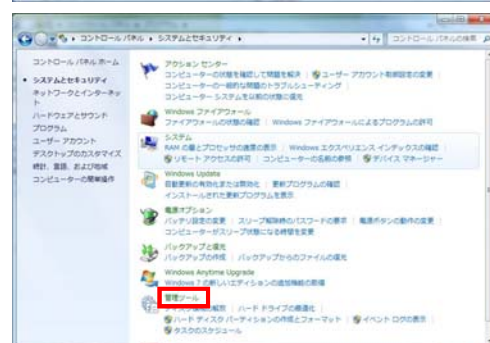 コントロール パネル ▸ システムとセキュリティ ▸
コントロール パネルの検索
コントロール パネル ホーム
システムとセキュリティ
ネットワークとインターネット
ハードウェアとサウンド
プログラム
ユーザー アカウント
デスクトップのカスタマイズ
時計、言語、および地域
コンピューターの簡単操作
アクション センター
コンピューターの状態を確認して問題を解決 | ユーザー アカウント制御設定の変更
コンピューターの一般的な問題のトラブルシューティング
コンピューター システムを以前の状態に復元
Windows ファイアウォール
ファイアウォールの状態の確認 | Windows ファイアウォールによるプログラムの許可
システム
RAM の量とプロセッサの速度の表示 | Windows エクスペリエンス インデックスの確認
リモート アクセスの許可 | コンピューターの名前の参照 | デバイス マネージャー
Windows Update
自動更新の有効化または無効化 | 更新プログラムの確認
インストールされた更新プログラムを表示
電源オプション
バッテリ設定の変更 | スリープ解除時のパスワードの要求 | 電源ボタンの動作の変更
コンピューターがスリープ状態になる時間を変更
バックアップと復元
バックアップの作成 | バックアップからのファイルの復元
Windows Anytime Upgrade
Windows 7 の新しいエディションの追加機能の取得
管理ツール
ディスク領域の解放 | ハード ドライブの最適化
ハード ディスク パーティションの作成とフォーマット | イベント ログの表示
タスクのスケジュール